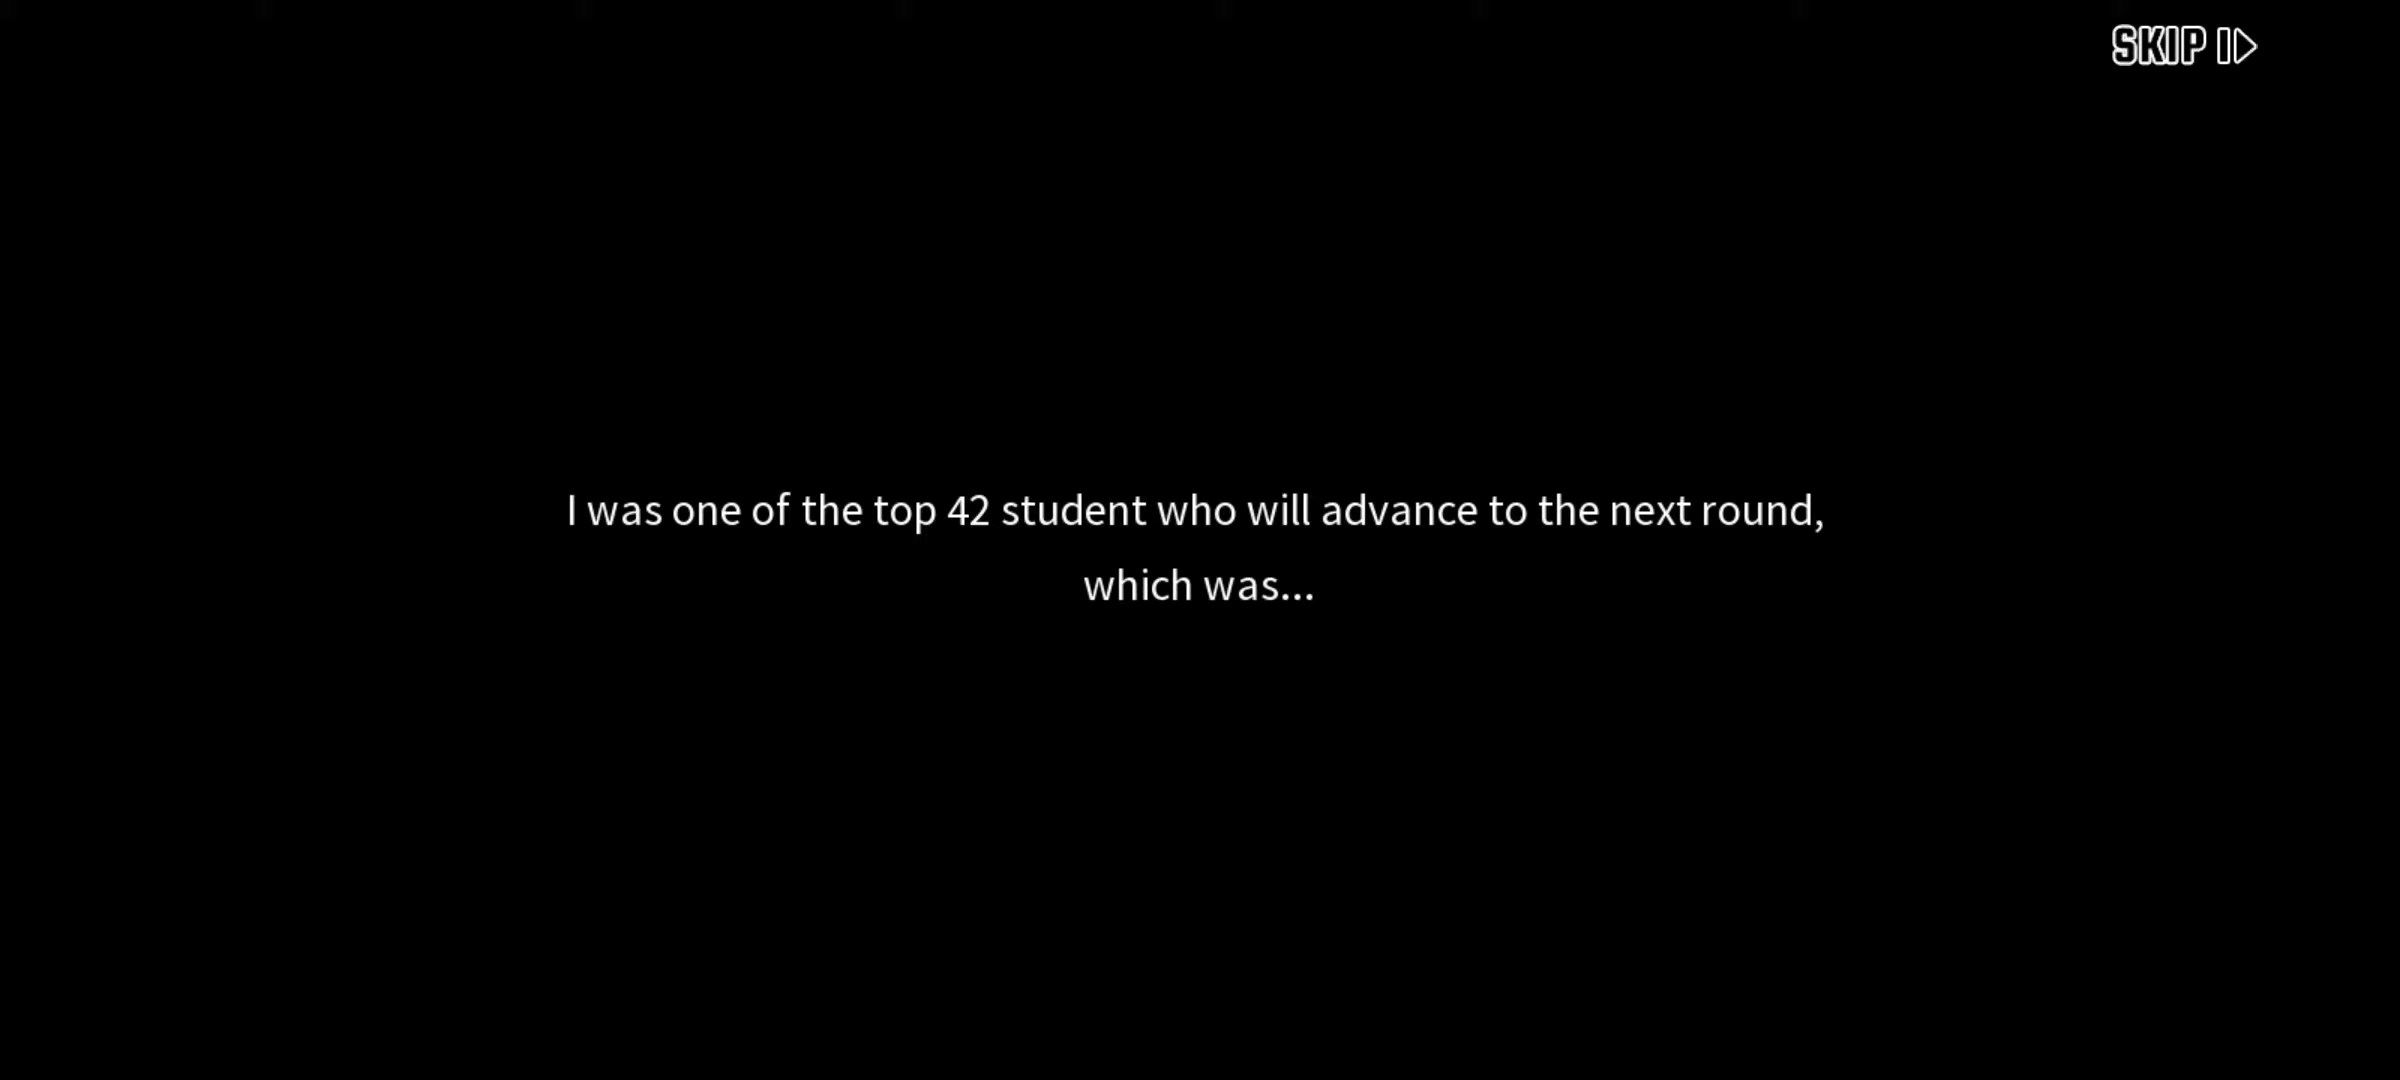 SKIP
I was one of the top 42 student who will advance to the next round,
which was...